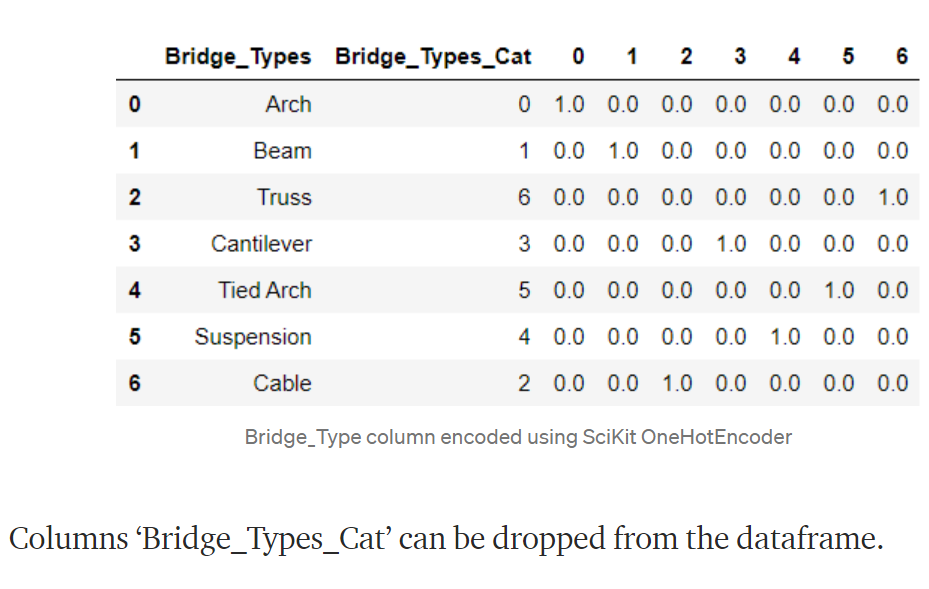 Bridge_Types Bridge_Types_Cat 0 1 2 3 4 5 6
0 Arch 0 1.0 0.0 0.0 0.0 0.0 0.0 0.0
1 Beam 1 0.0 1.0 0.0 0.0 0.0 0.0 0.0
2 Truss 6 0.0 0.0 0.0 0.0 0.0 0.0 1.0
3 Cantilever 3 0.0 0.0 0.0 1.0 0.0 0.0 0.0
4 Tied Arch 5 0.0 0.0 0.0 0.0 0.0 1.0 0.0
5 Suspension 4 0.0 0.0 0.0 0.0 1.0 0.0 0.0
6 Cable 2 0.0 0.0 1.0 0.0 0.0 0.0 0.0
Bridge_Type column encoded using SciKit OneHotEncoder
Columns ‘Bridge_Types_Cat’ can be dropped from the dataframe.